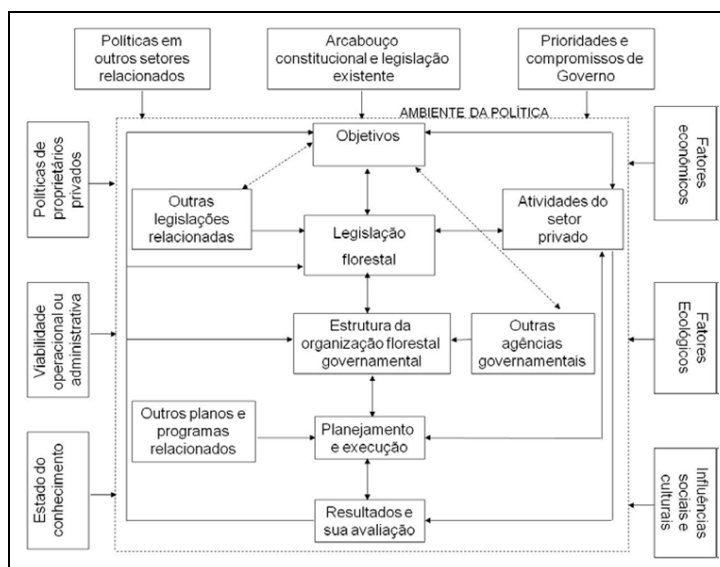 Políticas em
outros setores
relacionados
Arcabouço
constitucional e legislação
existente
Prioridades e
compromissos de
Governo
AMBIENTE DA POLÍTICA
Políticas de
proprietários
privados
Objetivos
Fatores
econômicos
Outras
legislações
relacionadas
Legislação
florestal
Atividades do
setor
privado
Viabilidade
operacional ou
administrativa
Estrutura da
organização florestal
governamental
Outras
agências
governamentais
Fatores
Ecológicos
Outros planos e
programas
relacionados
Planejamento
e execução
Estado do
conhecimento
Resultados e
sua avaliação
Influências
sociais e
culturais